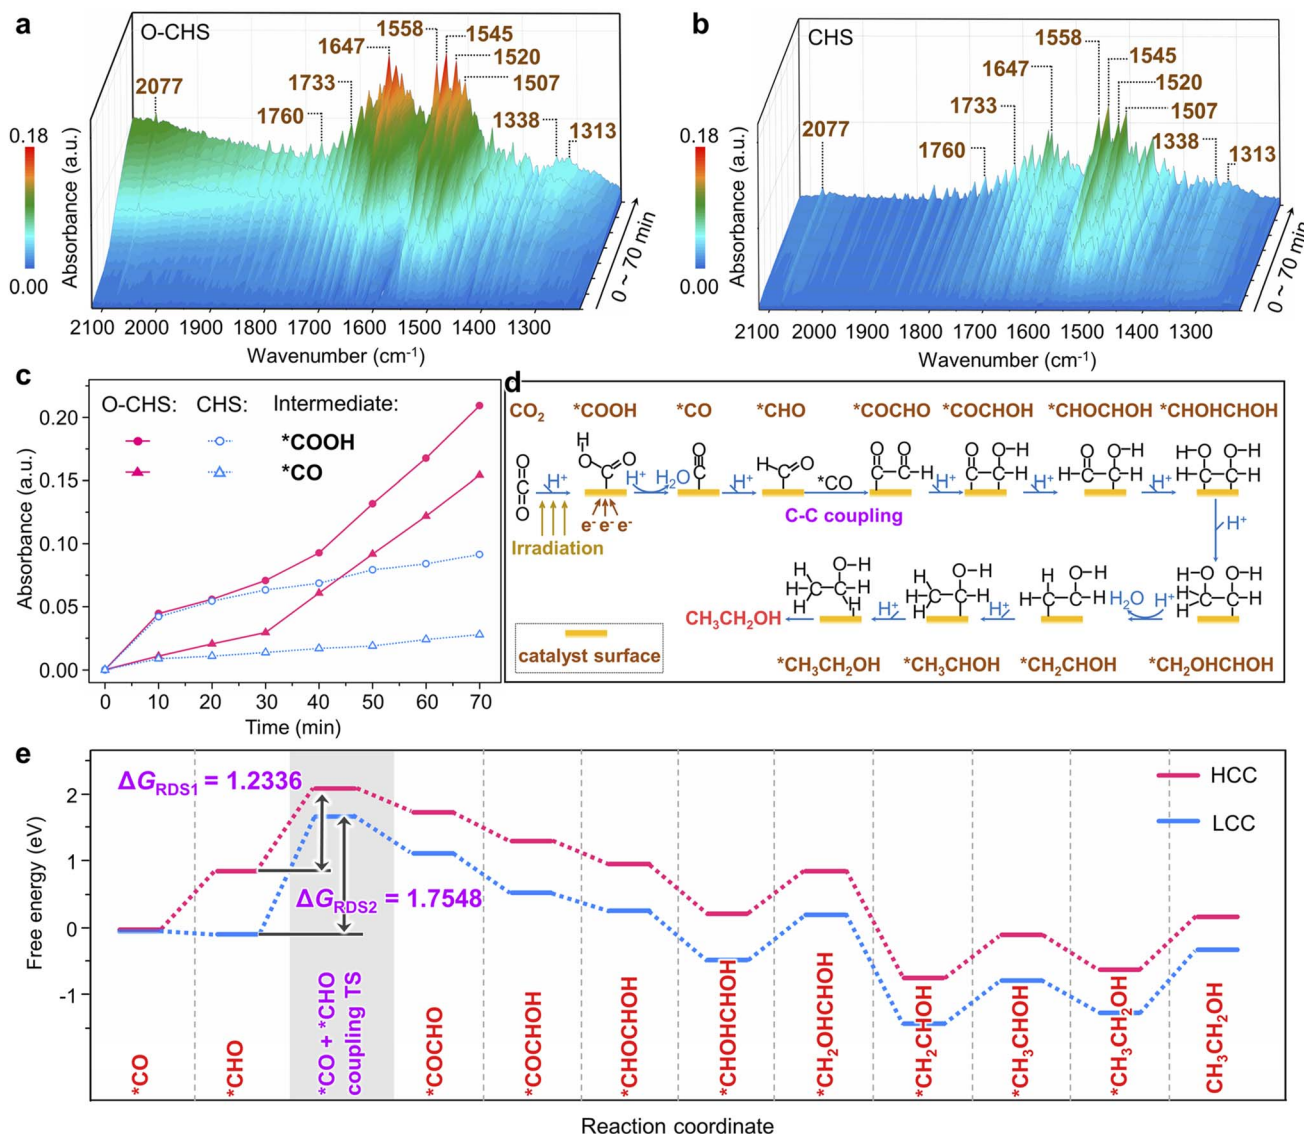 a
O-CHS
2077
1760
1733
1647
1558
1545
1520
1507
1338
1313
0.18
0.00
Absorbance (a.u.)
2100 2000 1900 1800 1700 1600 1500 1400 1300
Wavenumber (cm-1)
0 ~ 70 min
b
CHS
2077
1760
1733
1647
1558
1545
1520
1507
1338
1313
0.18
0.00
Absorbance (a.u.)
2100 2000 1900 1800 1700 1600 1500 1400 1300
Wavenumber (cm-1)
0 ~ 70 min
c
O-CHS: CHS: Intermediate:
*COOH
*CO
0.20
0.15
0.10
0.05
0.00
Absorbance (a.u.)
0 10 20 30 40 50 60 70
Time (min)
d
CO2 *COOH *CO *CHO *COCHO *COCHOH *CHOCHOH *CHOHCHOH
O
C
O
H+
Irradiation
H
O
C
O
e- e- e-
H+
H2O
O
C
H+
H
C
O
*CO
C-C coupling
O O
C C H
H+
O O H
C C H
H+
O O H
H C C H
H+
H O O H
H C C H
H+
H O O H
H C C H
H
H+
H2O
O H
H C C H
H
H+
O H
H C C H
H
H+
O H
H C C H
H H
CH3CH2OH
catalyst surface
*CH3CH2OH *CH3CHOH *CH2CHOH *CH2OHCHOH
e
ΔGRDS1 = 1.2336
ΔGRDS2 = 1.7548
HCC
LCC
2
1
0
-1
Free energy (eV)
*CO
*CHO
*CO + *CHO
coupling TS
*COCHO
*COCHOH
*CHOCHOH
*CHOHCHOH
*CH2OHCHOH
*CH2CHOH
*CH3CHOH
*CH3CH2OH
CH3CH2OH
Reaction coordinate